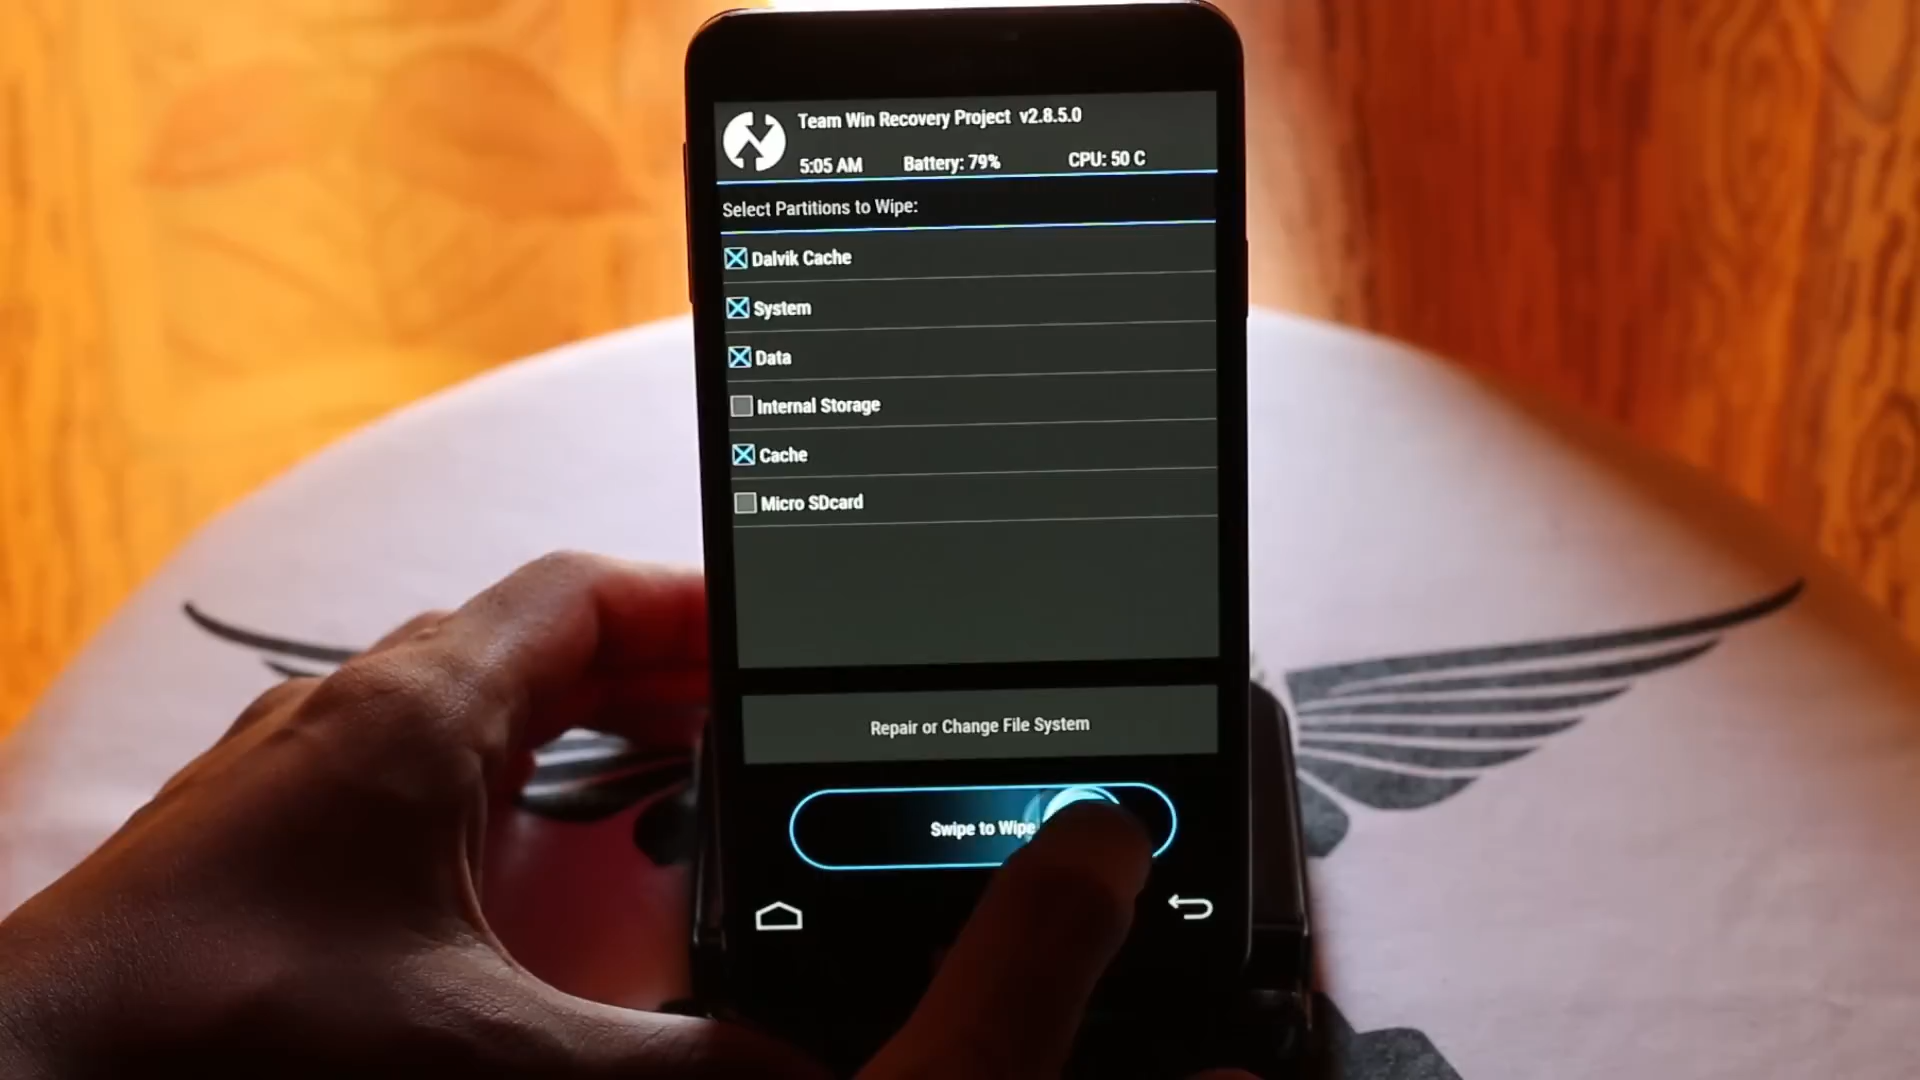 Team Win Recovery Project v2.8.5.0
5:05 AM Battery: 79% CPU: 50 C
Select Partitions to Wipe:
Dalvik Cache
System
Data
Internal Storage
Cache
Micro SDcard
Repair or Change File System
Swipe to Wipe